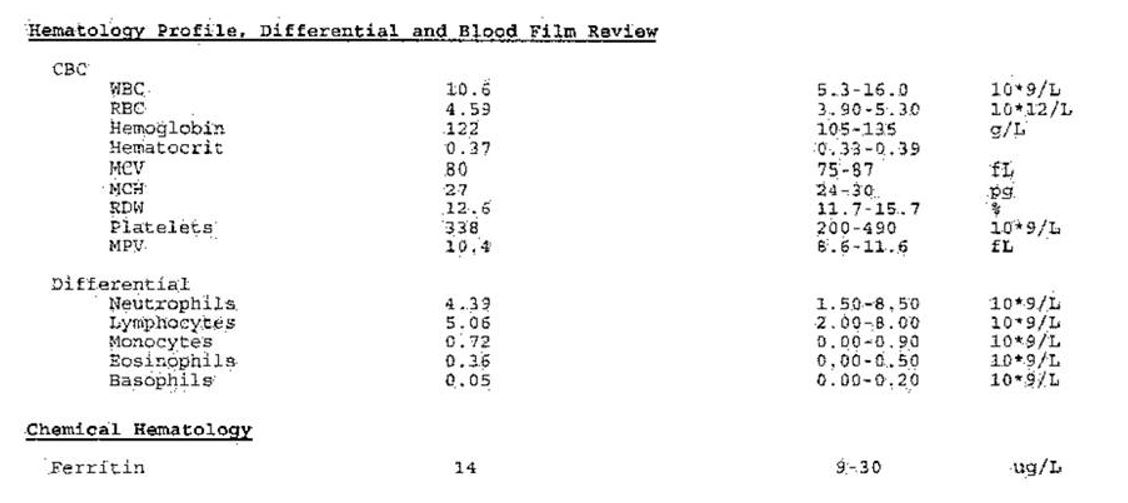 Hematology Profile, Differential and Blood Film Review
CBC
WBC 10.6 5.3-16.0 10*9/L
RBC 4.59 3.90-5.30 10*12/L
Hemoglobin 122 105-135 g/L
Hematocrit 0.37 0.33-0.39
MCV 80 75-87 fL
MCH 27 24-30 pg
RDW 12.6 11.7-15.7 %
Platelets 338 200-490 10*9/L
MPV 10.4 8.6-11.6 fL
Differential
Neutrophils 4.39 1.50-8.50 10*9/L
Lymphocytes 5.06 2.00-8.00 10*9/L
Monocytes 0.72 0.00-0.90 10*9/L
Eosinophils 0.36 0.00-0.50 10*9/L
Basophils 0.05 0.00-0.20 10*9/L
Chemical Hematology
Ferritin 14 9-30 ug/L